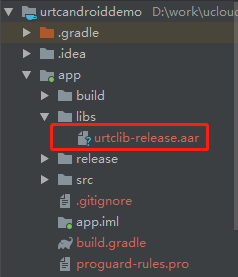 urtcandroiddemo D:\work\uclou
.gradle
.idea
app
build
libs
urtclib-release.aar
release
src
.gitignore
app.iml
build.gradle
proguard-rules.pro